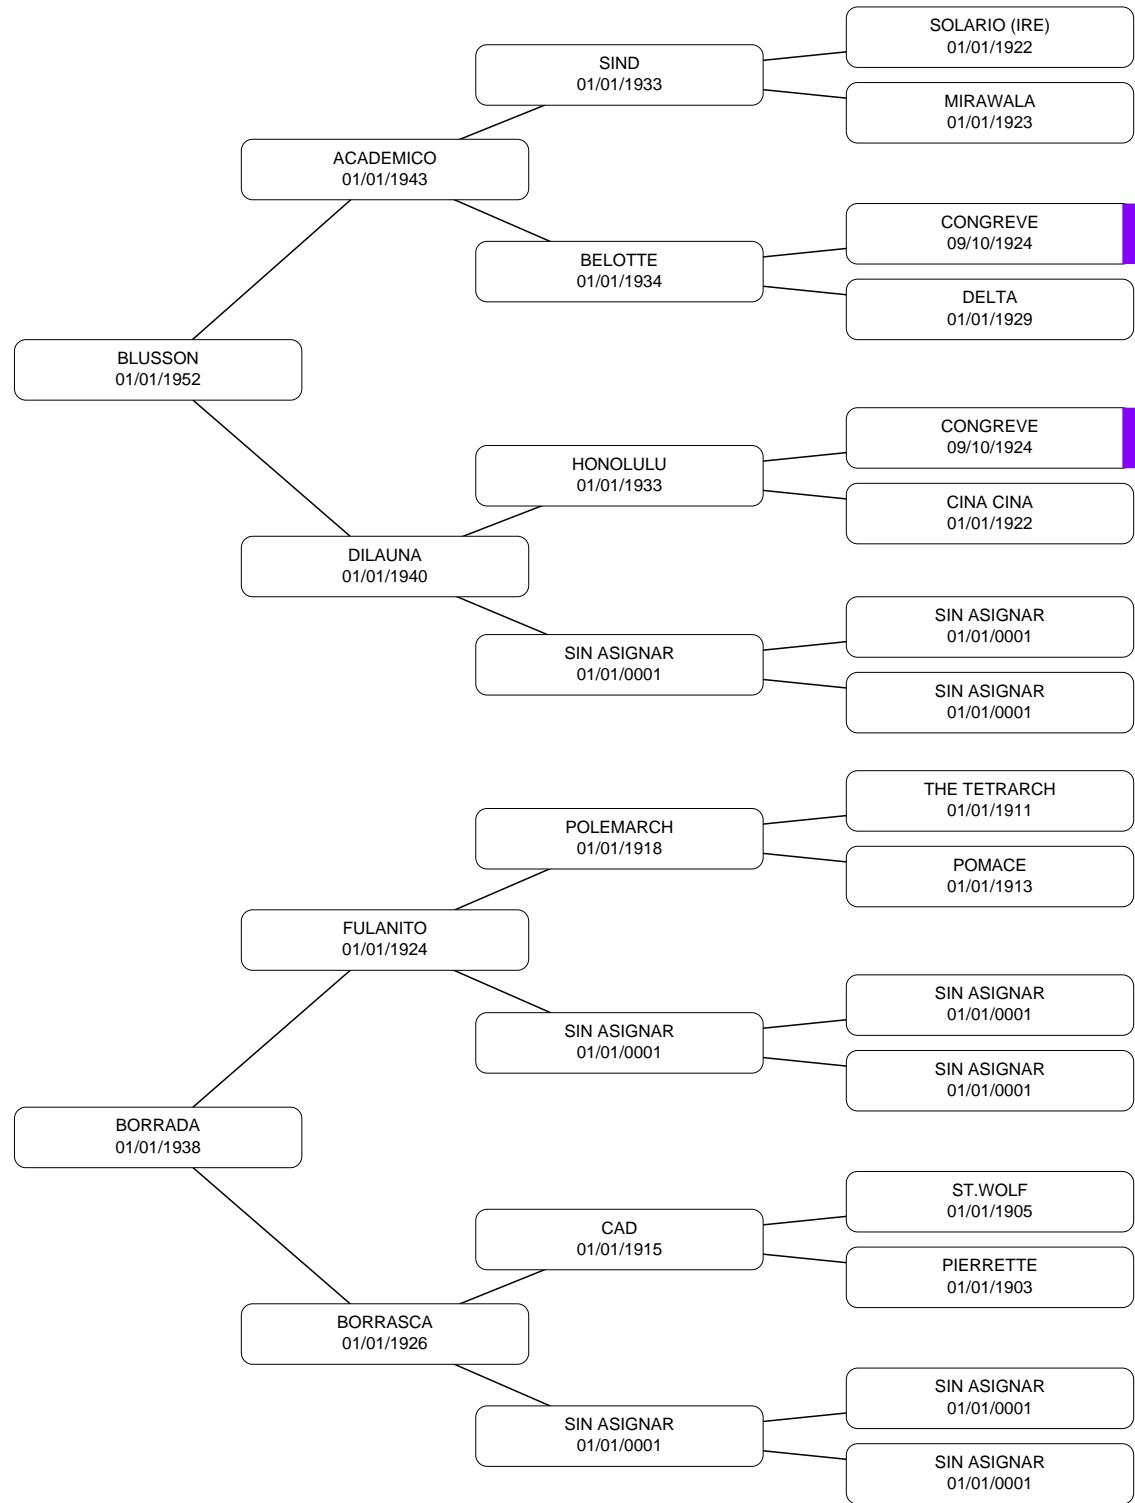 SOLARIO (IRE)
01/01/1922
SIND
01/01/1933
MIRAWALA
01/01/1923
ACADEMICO
01/01/1943
CONGREVE
09/10/1924
BELOTTE
01/01/1934
DELTA
01/01/1929
BLUSSON
01/01/1952
CONGREVE
09/10/1924
HONOLULU
01/01/1933
CINA CINA
01/01/1922
DILAUNA
01/01/1940
SIN ASIGNAR
01/01/0001
SIN ASIGNAR
01/01/0001
SIN ASIGNAR
01/01/0001
THE TETRARCH
01/01/1911
POLEMARCH
01/01/1918
POMACE
01/01/1913
FULANITO
01/01/1924
SIN ASIGNAR
01/01/0001
SIN ASIGNAR
01/01/0001
SIN ASIGNAR
01/01/0001
BORRADA
01/01/1938
ST.WOLF
01/01/1905
CAD
01/01/1915
PIERRETTE
01/01/1903
BORRASCA
01/01/1926
SIN ASIGNAR
01/01/0001
SIN ASIGNAR
01/01/0001
SIN ASIGNAR
01/01/0001